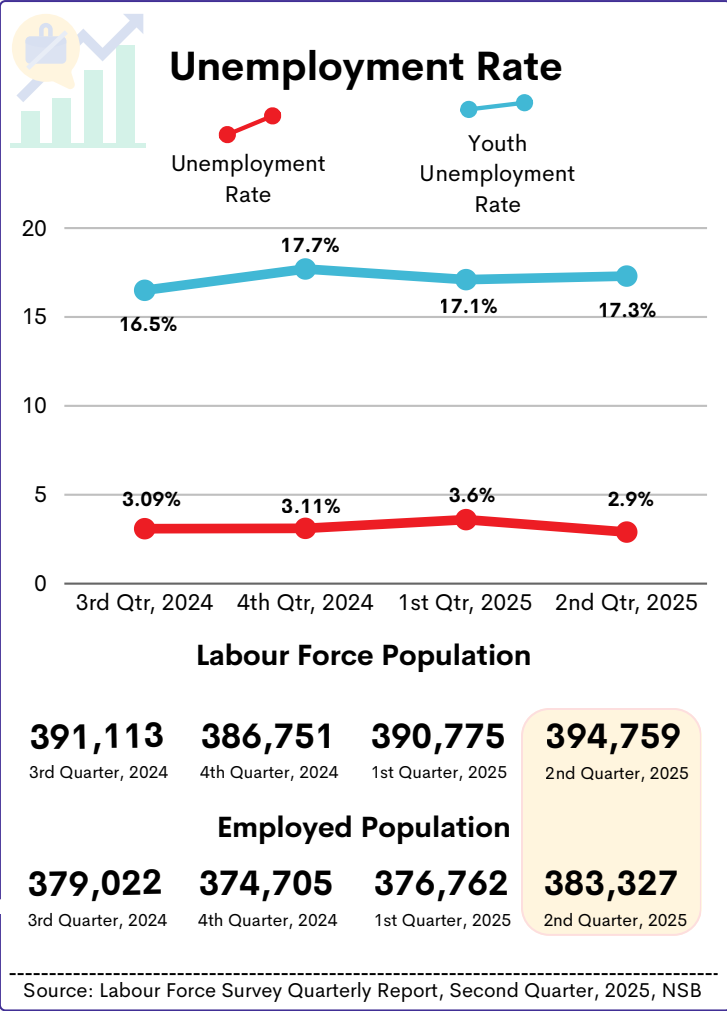 Unemployment Rate
Unemployment
Rate
Youth
Unemployment
Rate
20
17.7%
16.5%
17.1%
17.3%
15
10
5
3.09%
3.11%
3.6%
2.9%
0
3rd Qtr, 2024 4th Qtr, 2024 1st Qtr, 2025 2nd Qtr, 2025
Labour Force Population
391,113 386,751 390,775 394,759
3rd Quarter, 2024 4th Quarter, 2024 1st Quarter, 2025 2nd Quarter, 2025
Employed Population
379,022 374,705 376,762 383,327
3rd Quarter, 2024 4th Quarter, 2024 1st Quarter, 2025 2nd Quarter, 2025
Source: Labour Force Survey Quarterly Report, Second Quarter, 2025, NSB